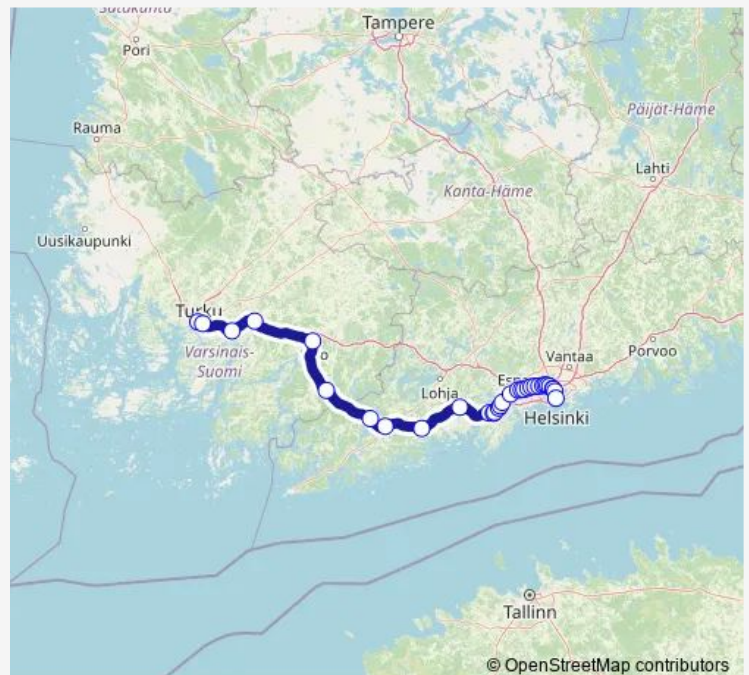 Satakunta
Tampere
Pori
Päijät-Häme
Rauma
Lahti
Kanta-Häme
Uusikaupunki
Turku
Varsinais-
Suomi
Vantaa
Porvoo
Lohja
Helsinki
Tallinn
© OpenStreetMap contributors